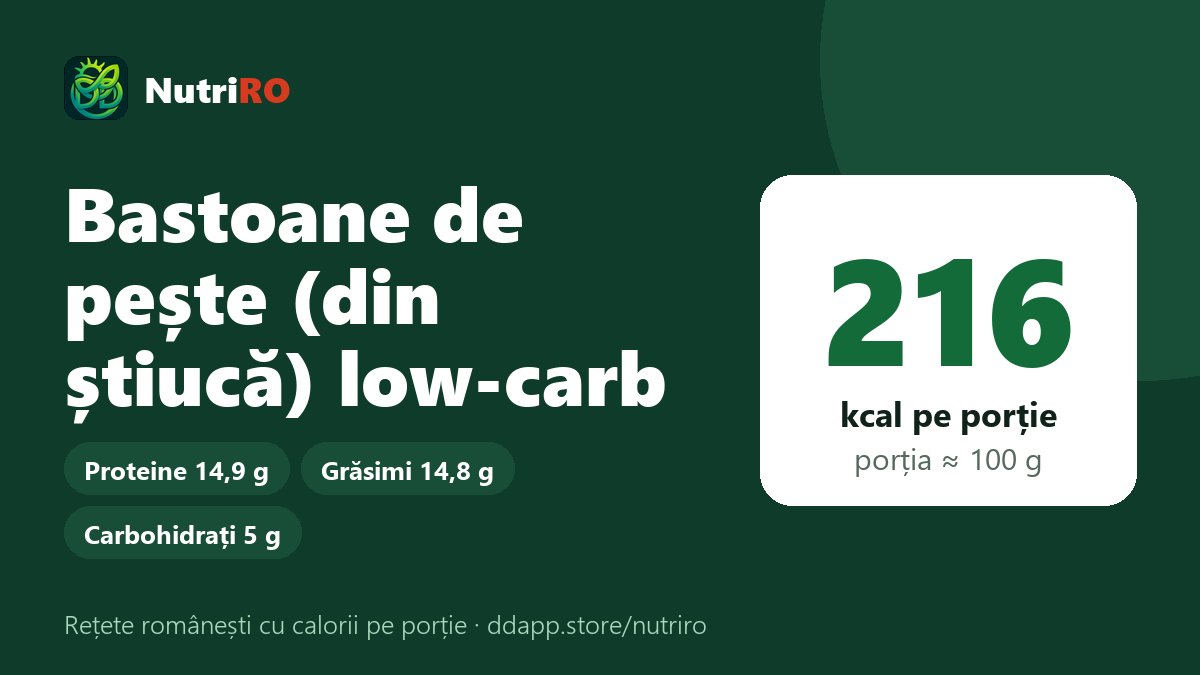 NutriRO
Bastoane de
pește (din
știucă) low-carb
Proteine 14,9 g
Grăsimi 14,8 g
Carbohidrați 5 g
216
kcal pe porție
porția ≈ 100 g
Rețete românești cu calorii pe porție · ddapp.store/nutriro